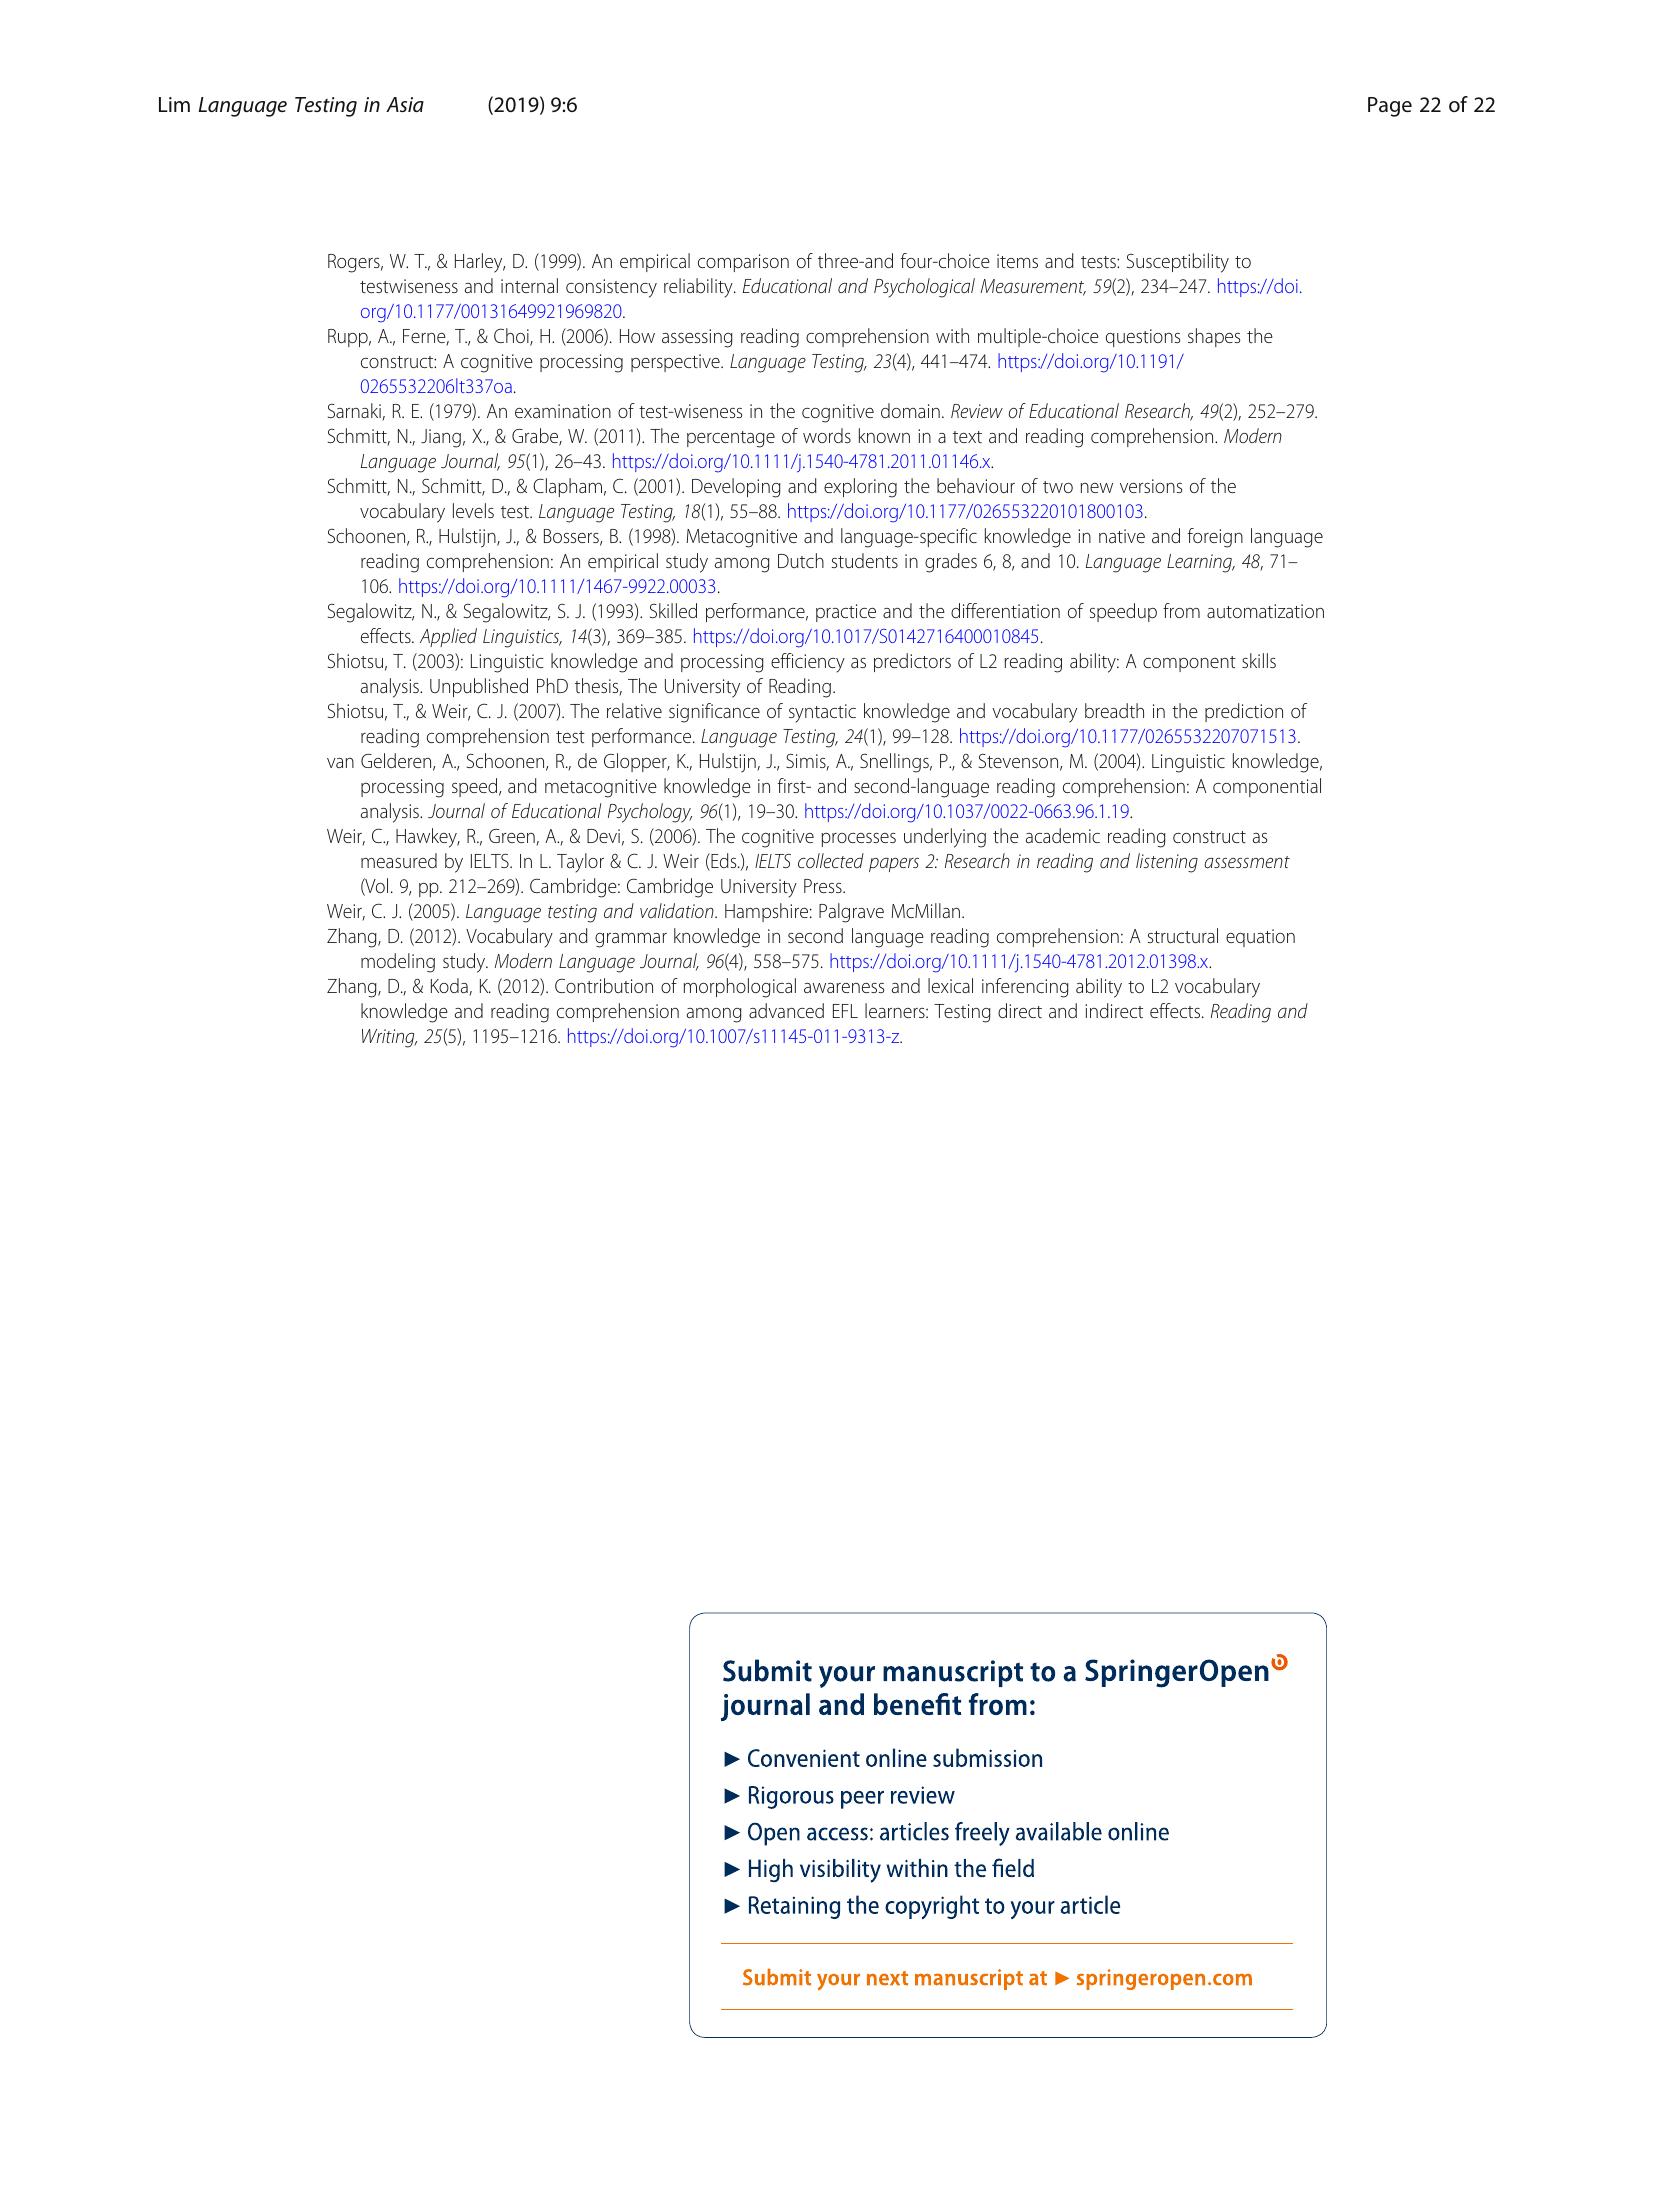 Lim Language Testing in Asia (2019) 9:6 Page 22 of 22
Rogers, W. T., & Harley, D. (1999). An empirical comparison of three-and four-choice items and tests: Susceptibility to
testwiseness and internal consistency reliability. Educational and Psychological Measurement, 59(2), 234–247. https://doi.
org/10.1177/00131649921969820.
Rupp, A., Ferne, T., & Choi, H. (2006). How assessing reading comprehension with multiple-choice questions shapes the
construct: A cognitive processing perspective. Language Testing, 23(4), 441–474. https://doi.org/10.1191/
0265532206lt337oa.
Sarnaki, R. E. (1979). An examination of test-wiseness in the cognitive domain. Review of Educational Research, 49(2), 252–279.
Schmitt, N., Jiang, X., & Grabe, W. (2011). The percentage of words known in a text and reading comprehension. Modern
Language Journal, 95(1), 26–43. https://doi.org/10.1111/j.1540-4781.2011.01146.x.
Schmitt, N., Schmitt, D., & Clapham, C. (2001). Developing and exploring the behaviour of two new versions of the
vocabulary levels test. Language Testing, 18(1), 55–88. https://doi.org/10.1177/026553220101800103.
Schoonen, R., Hulstijn, J., & Bossers, B. (1998). Metacognitive and language-specific knowledge in native and foreign language
reading comprehension: An empirical study among Dutch students in grades 6, 8, and 10. Language Learning, 48, 71–
106. https://doi.org/10.1111/1467-9922.00033.
Segalowitz, N., & Segalowitz, S. J. (1993). Skilled performance, practice and the differentiation of speedup from automatization
effects. Applied Linguistics, 14(3), 369–385. https://doi.org/10.1017/S0142716400010845.
Shiotsu, T. (2003): Linguistic knowledge and processing efficiency as predictors of L2 reading ability: A component skills
analysis. Unpublished PhD thesis, The University of Reading.
Shiotsu, T., & Weir, C. J. (2007). The relative significance of syntactic knowledge and vocabulary breadth in the prediction of
reading comprehension test performance. Language Testing, 24(1), 99–128. https://doi.org/10.1177/0265532207071513.
van Gelderen, A., Schoonen, R., de Glopper, K., Hulstijn, J., Simis, A., Snellings, P., & Stevenson, M. (2004). Linguistic knowledge,
processing speed, and metacognitive knowledge in first- and second-language reading comprehension: A componential
analysis. Journal of Educational Psychology, 96(1), 19–30. https://doi.org/10.1037/0022-0663.96.1.19.
Weir, C., Hawkey, R., Green, A., & Devi, S. (2006). The cognitive processes underlying the academic reading construct as
measured by IELTS. In L. Taylor & C. J. Weir (Eds.), IELTS collected papers 2: Research in reading and listening assessment
(Vol. 9, pp. 212–269). Cambridge: Cambridge University Press.
Weir, C. J. (2005). Language testing and validation. Hampshire: Palgrave McMillan.
Zhang, D. (2012). Vocabulary and grammar knowledge in second language reading comprehension: A structural equation
modeling study. Modern Language Journal, 96(4), 558–575. https://doi.org/10.1111/j.1540-4781.2012.01398.x.
Zhang, D., & Koda, K. (2012). Contribution of morphological awareness and lexical inferencing ability to L2 vocabulary
knowledge and reading comprehension among advanced EFL learners: Testing direct and indirect effects. Reading and
Writing, 25(5), 1195–1216. https://doi.org/10.1007/s11145-011-9313-z.
Submit your manuscript to a SpringerOpen
journal and benefit from:
► Convenient online submission
► Rigorous peer review
► Open access: articles freely available online
► High visibility within the field
► Retaining the copyright to your article
Submit your next manuscript at ► springeropen.com